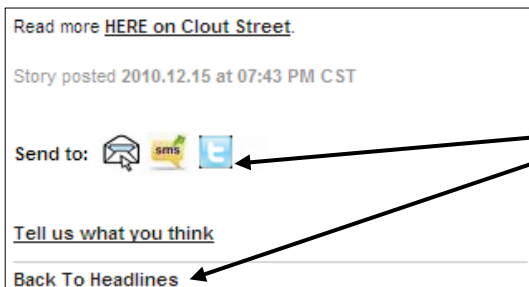 Read more HERE on Clout Street.
Story posted 2010.12.15 at 07:43 PM CST
Send to: sms t
Tell us what you think
Back To Headlines